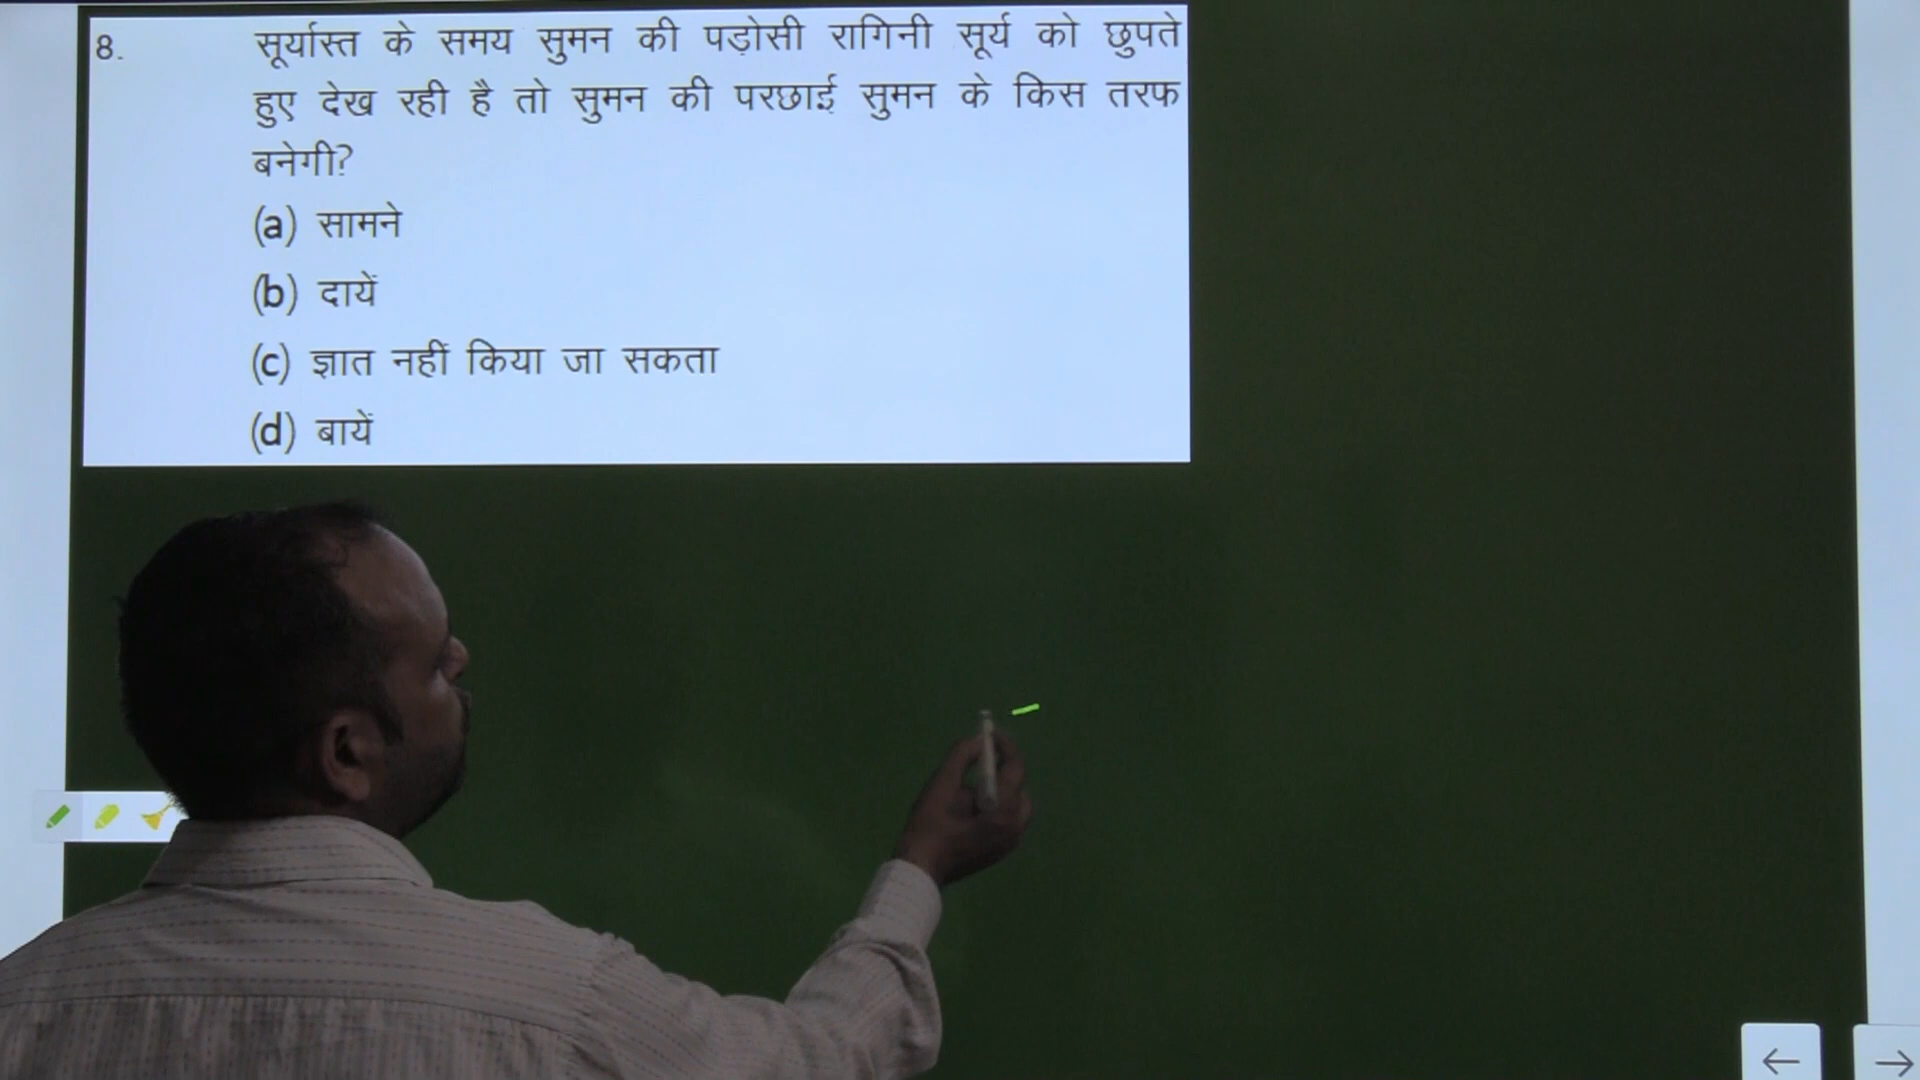 8. सूर्यास्त के समय सुमन की पड़ोसी रागिनी सूर्य को छुपते
हुए देख रही है तो सुमन की परछाई सुमन के किस तरफ
बनेगी?
(a) सामने
(b) दायें
(c) ज्ञात नहीं किया जा सकता
(d) बायें